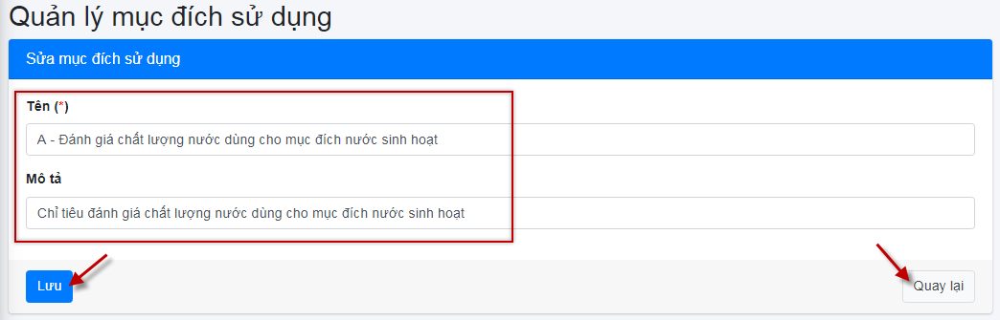 Quản lý mục đích sử dụng
Sửa mục đích sử dụng
Tên (*)
A - Đánh giá chất lượng nước dùng cho mục đích nước sinh hoạt
Mô tả
Chỉ tiêu đánh giá chất lượng nước dùng cho mục đích nước sinh hoạt
Lưu
Quay lại